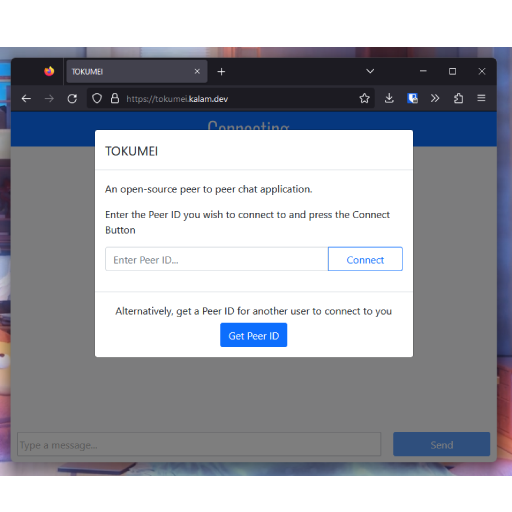 TOKUMEI
https://tokumei.kalam.dev
Connecting
TOKUMEI
An open-source peer to peer chat application.
Enter the Peer ID you wish to connect to and press the Connect
Button
Enter Peer ID...
Connect
Alternatively, get a Peer ID for another user to connect to you
Get Peer ID
Type a message...
Send